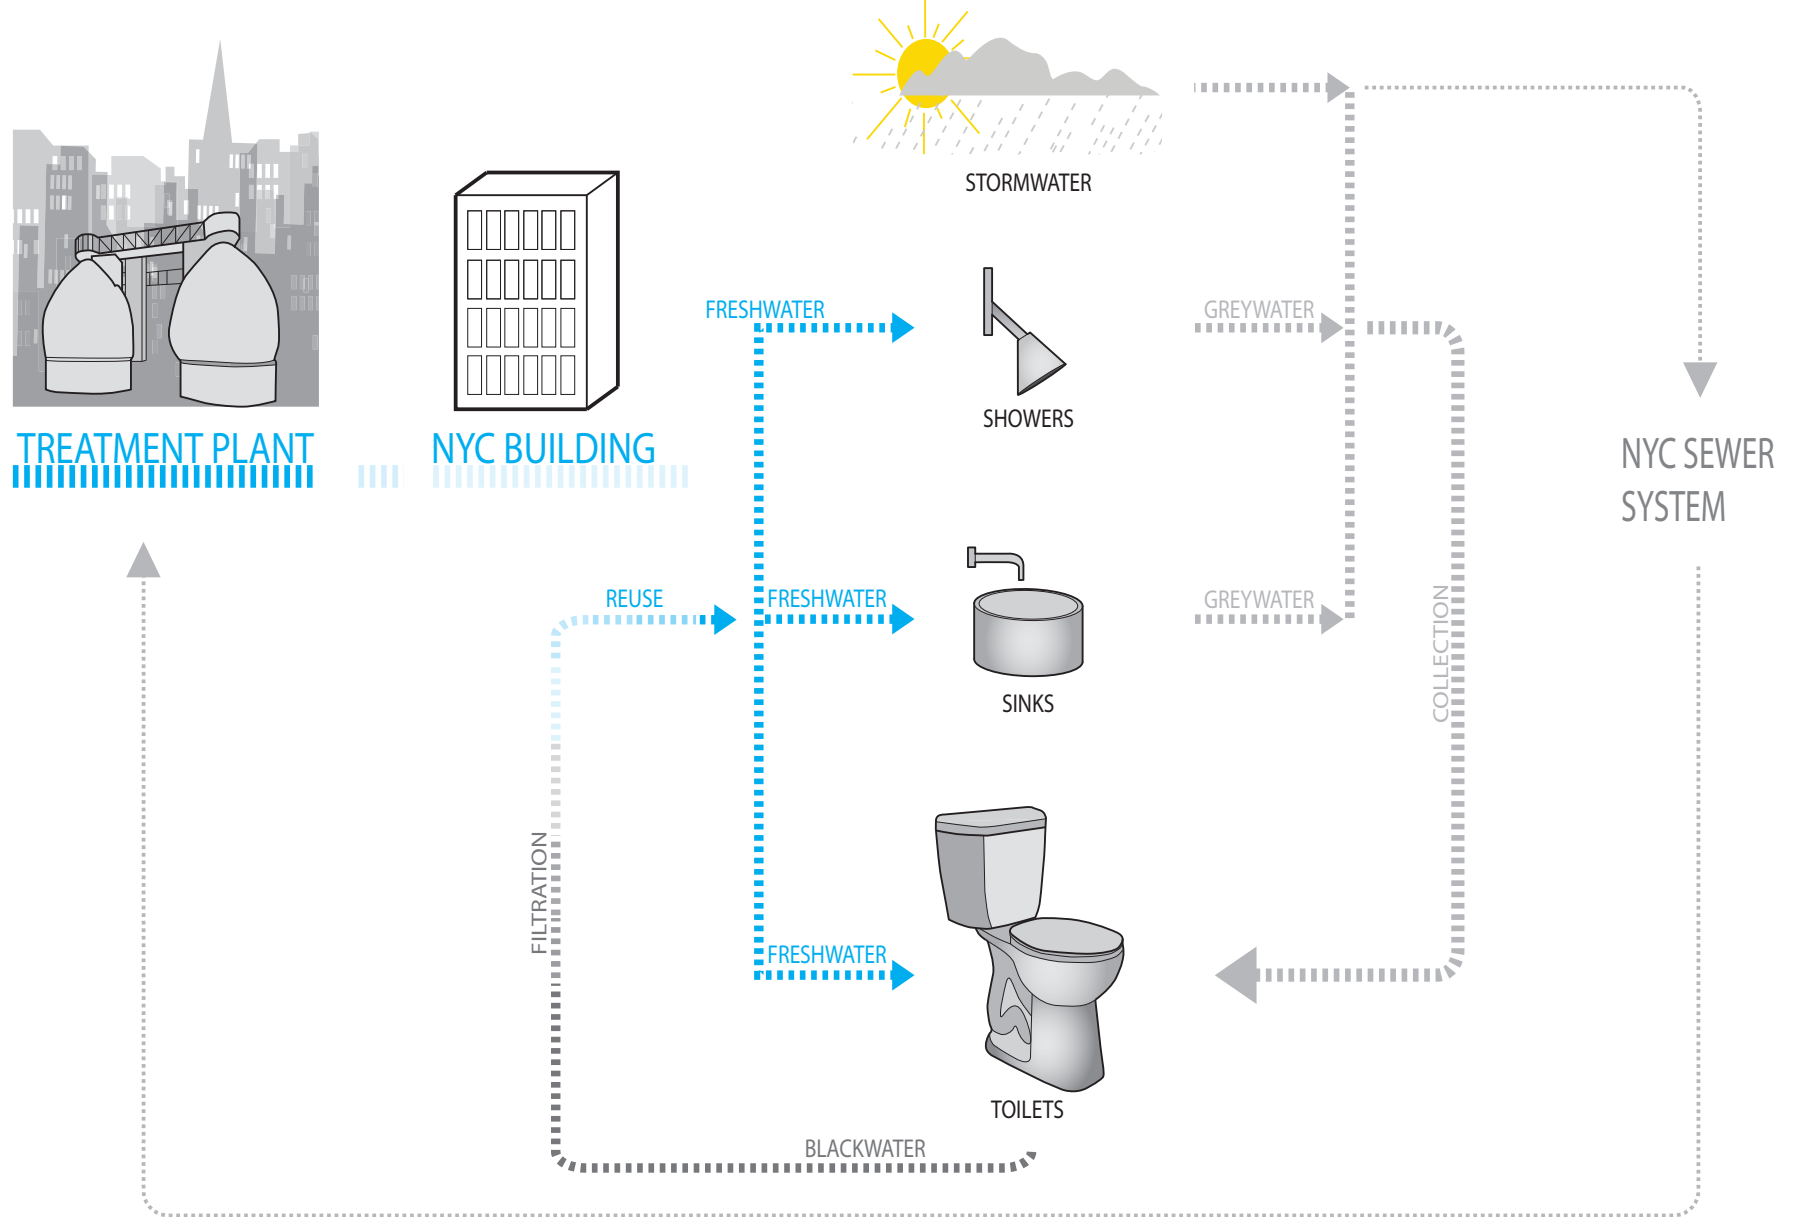 STORMWATER
FRESHWATER
GREYWATER
SHOWERS
TREATMENT PLANT
NYC BUILDING
NYC SEWER
SYSTEM
REUSE
FRESHWATER
GREYWATER
COLLECTION
SINKS
FILTRATION
FRESHWATER
TOILETS
BLACKWATER